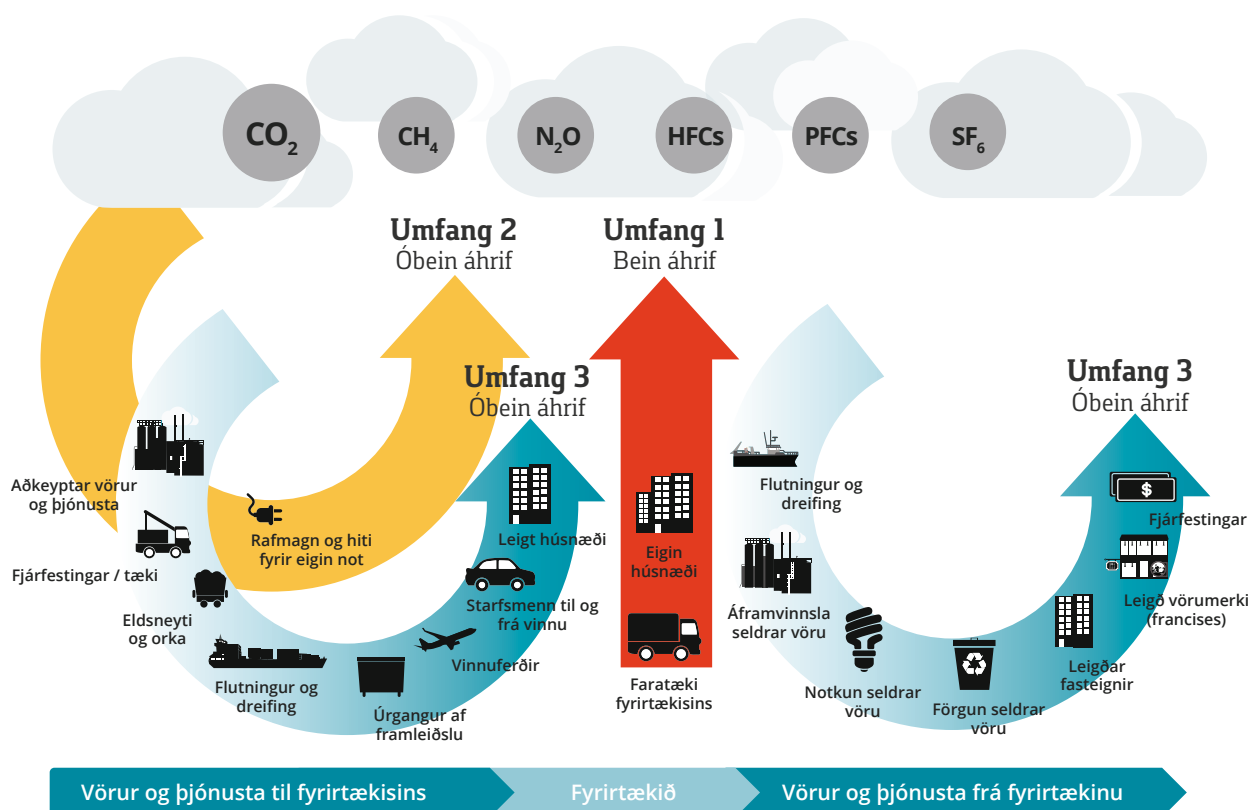 CO₂
CH₄
N₂O
HFCs
PFCs
SF₆
Umfang 2
Óbein áhrif
Umfang 1
Bein áhrif
Umfang 3
Óbein áhrif
Umfang 3
Óbein áhrif
Aðkeyptar vörur
og þjónusta
Fjárfestingar / tæki
Eldsneyti
og orka
Flutningur og
dreifing
Úrgangur af
framleiðslu
Vinnuferðir
Starfsmenn til og
frá vinnu
Leigt húsnæði
Rafmagn og hiti
fyrir eigin not
Eigin
húsnæði
Faratæki
fyrirtækisins
Flutningur og
dreifing
Áframvinnsla
seldrar vöru
Notkun seldrar
vöru
Förgun seldrar
vöru
Leigðar
fasteignir
Leigð vörumerki
(francises)
$
Fjárfestingar
Vörur og þjónusta til fyrirtækisins
Fyrirtækið
Vörur og þjónusta frá fyrirtækinu